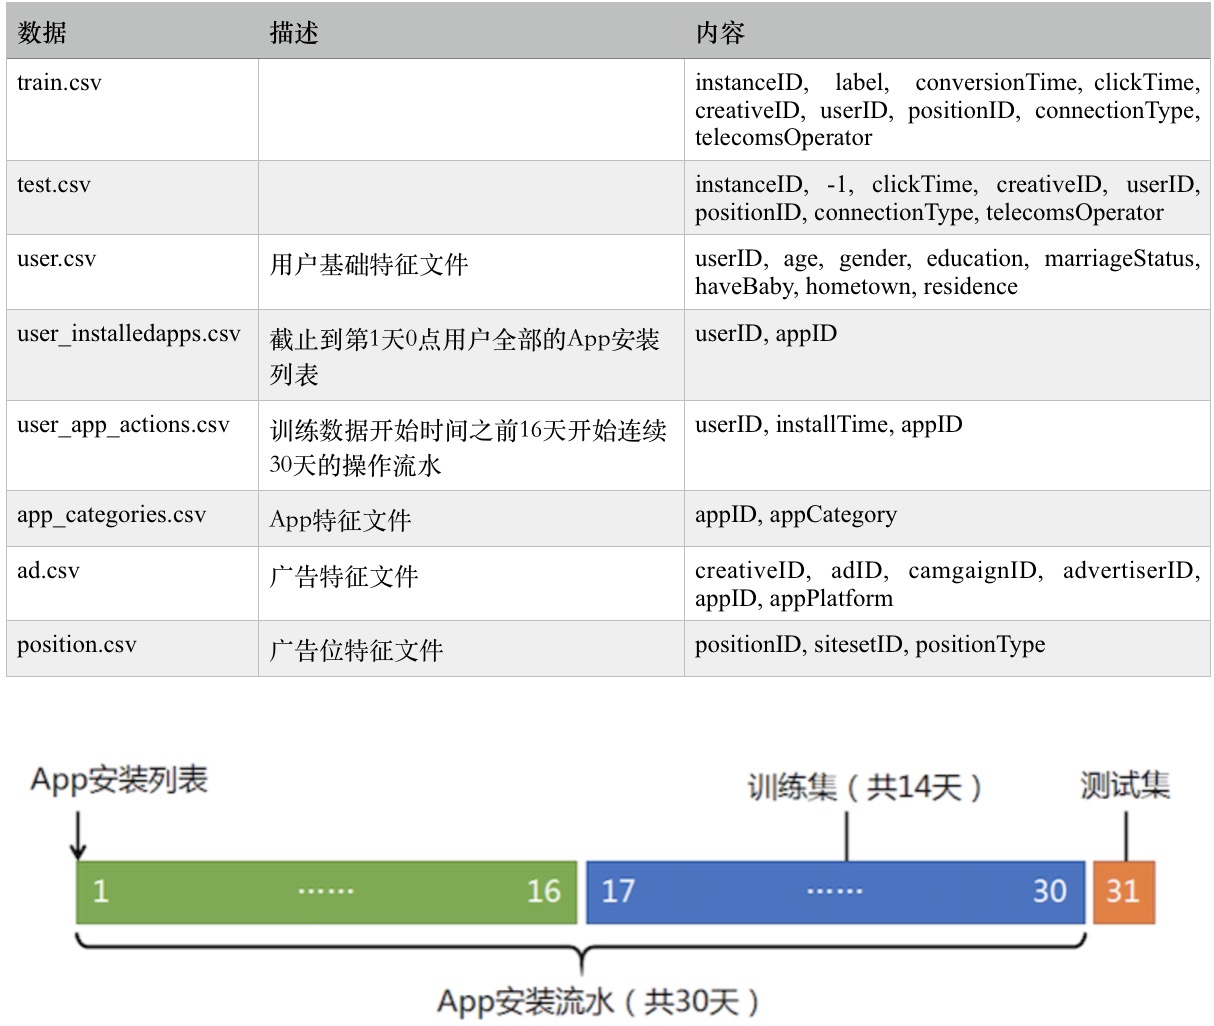 数据 描述 内容
train.csv instanceID, label, conversionTime, clickTime,
creativeID, userID, positionID, connectionType,
telecomsOperator
test.csv instanceID, -1, clickTime, creativeID, userID,
positionID, connectionType, telecomsOperator
user.csv 用户基础特征文件 userID, age, gender, education, marriageStatus,
haveBaby, hometown, residence
user_installedapps.csv 截止到第1天0点用户全部的App安装 userID, appID
列表
user_app_actions.csv 训练数据开始时间之前16天开始连续 userID, installTime, appID
30天的操作流水
app_categories.csv App特征文件 appID, appCategory
ad.csv 广告特征文件 creativeID, adID, camgaignID, advertiserID,
appID, appPlatform
position.csv 广告位特征文件 positionID, sitesetID, positionType
App安装列表 训练集（共14天） 测试集
1 …… 16 17 …… 30 31
App安装流水（共30天）